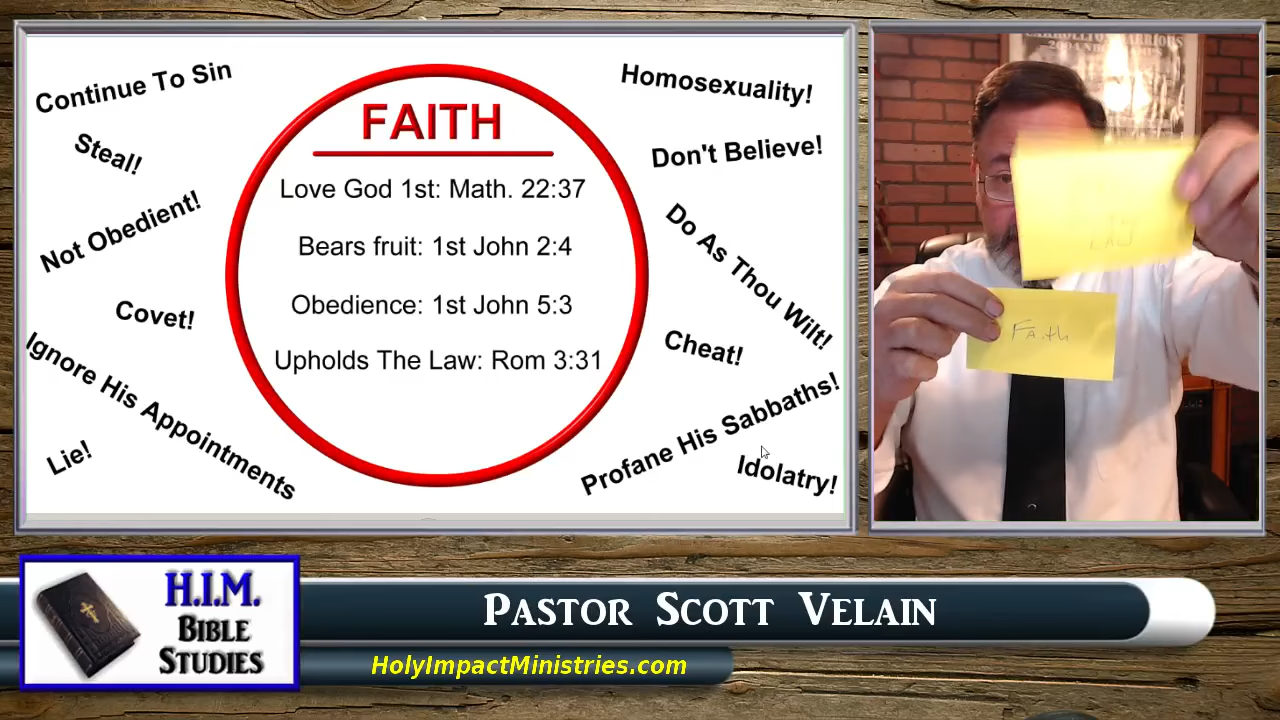 Continue To Sin
Steal!
Not Obedient!
Covet!
Ignore His Appointments
Lie!
FAITH
Love God 1st: Math. 22:37
Bears fruit: 1st John 2:4
Obedience: 1st John 5:3
Upholds The Law: Rom 3:31
Homosexuality!
Don't Believe!
Do As Thou Wilt!
Cheat!
Profane His Sabbaths!
Idolatry!
LAW
Faith
H.I.M.
BIBLE
STUDIES
PASTOR SCOTT VELAIN
HolyImpactMinistries.com